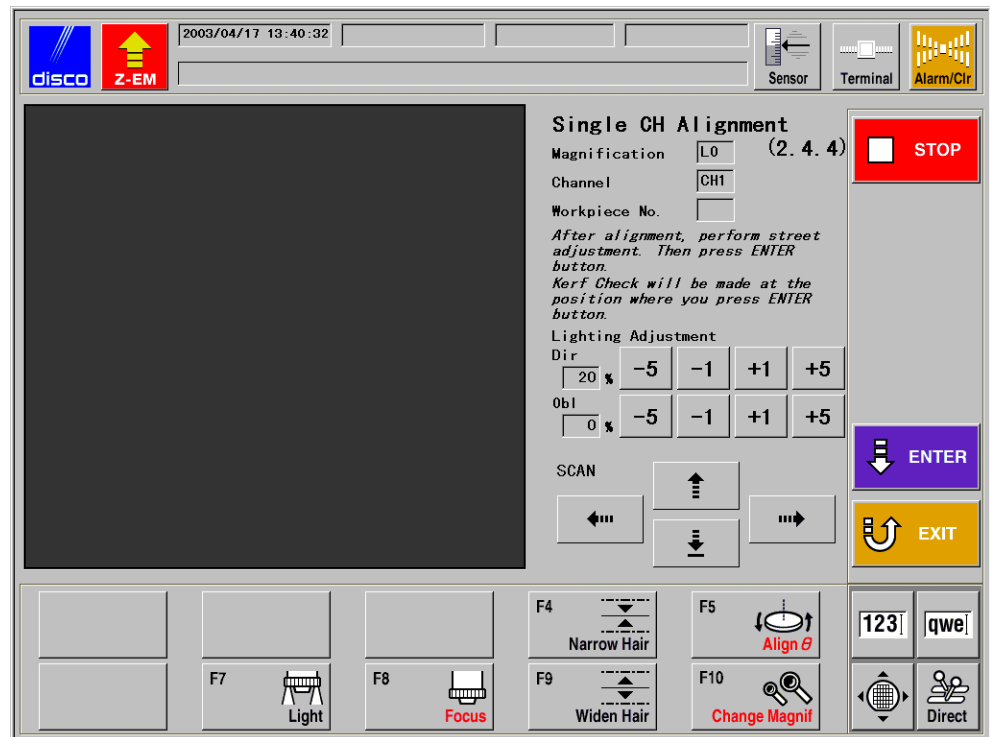 disco
Z-EM
2003/04/17 13:40:32
Sensor
Terminal
Alarm/Clr
Single CH Alignment
(2.4.4)
Magnification LO
Channel CH1
Workpiece No.
After alignment, perform street
adjustment. Then press ENTER
button.
Kerf Check will be made at the
position where you press ENTER
button.
Lighting Adjustment
Dir
20 % -5 -1 +1 +5
Obl
0 % -5 -1 +1 +5
SCAN
STOP
ENTER
EXIT
F4
Narrow Hair
F5
Align θ
F7
Light
F8
Focus
F9
Widen Hair
F10
Change Magnif
123
qwe
Direct